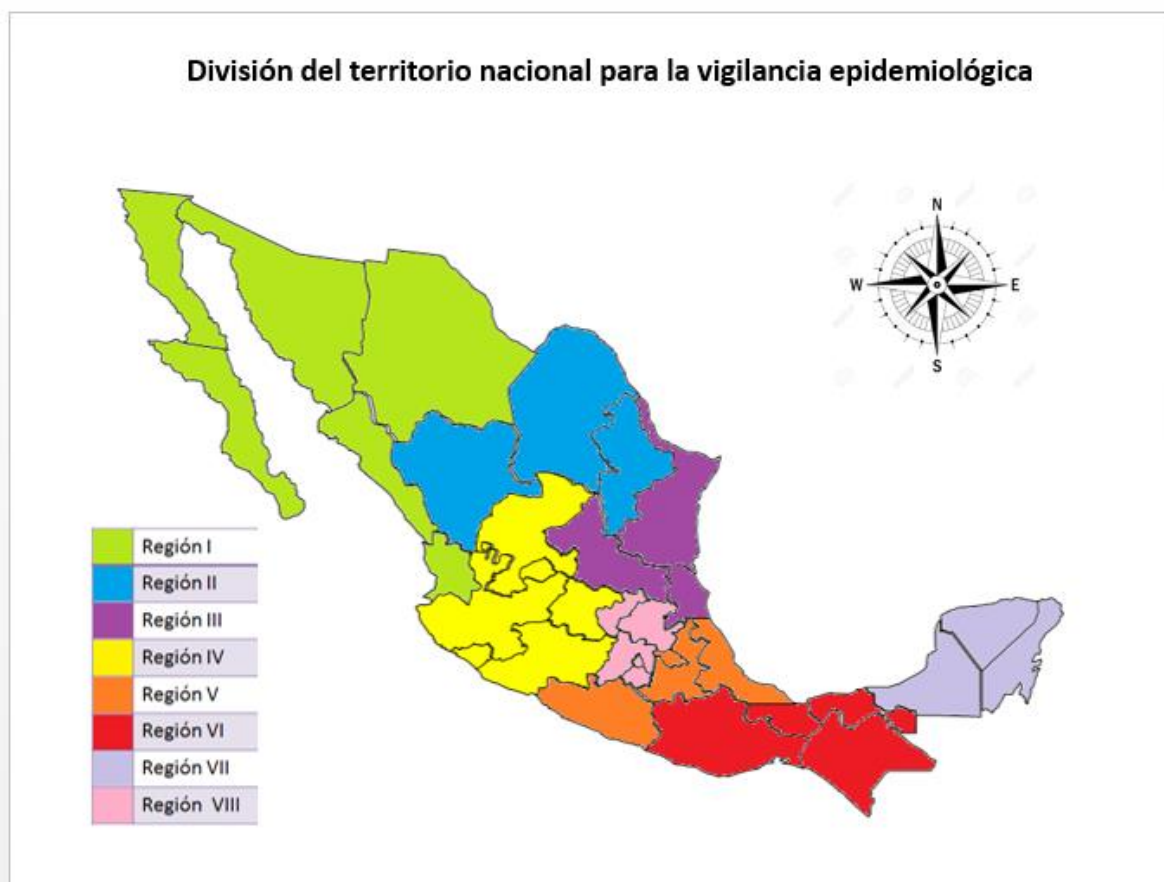 División del territorio nacional para la vigilancia epidemiológica
N
W
E
S
Región I
Región II
Región III
Región IV
Región V
Región VI
Región VII
Región VIII